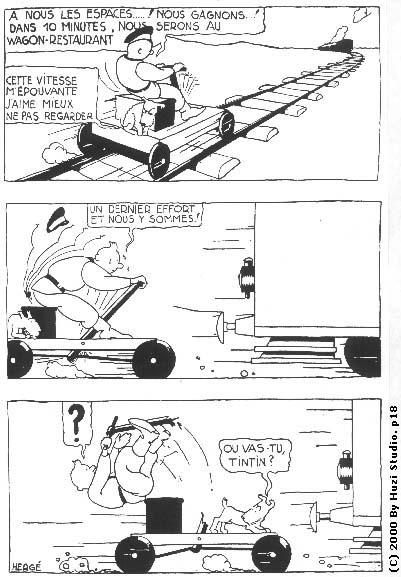 A NOUS LES ESPACES.....! NOUS GAGNONS...!
DANS 10 MINUTES, NOUS SERONS AU
WAGON-RESTAURANT
CETTE VITESSE
M'ÉPOUVANTE
J'AIME MIEUX
NE PAS REGARDER
UN DERNIER EFFORT
ET NOUS Y SOMMES!
?
OU VAS-TU,
TINTIN?
HERGÉ
(C) 2000 By Huzi Studio. p18